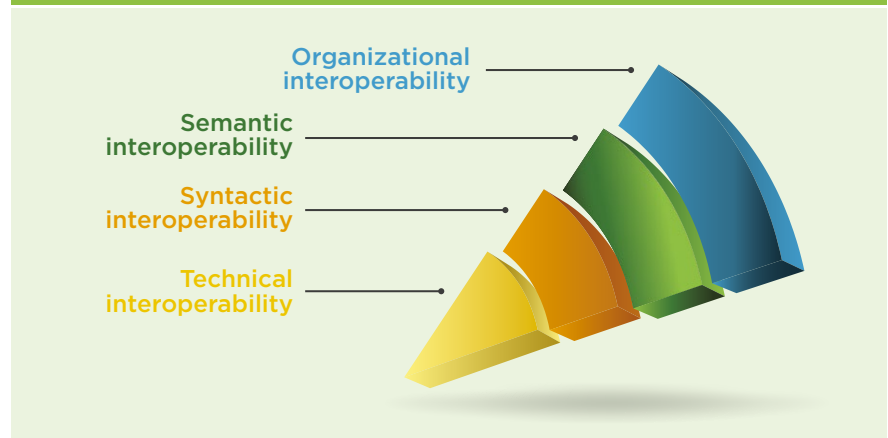 Organizational
interoperability
Semantic
interoperability
Syntactic
interoperability
Technical
interoperability